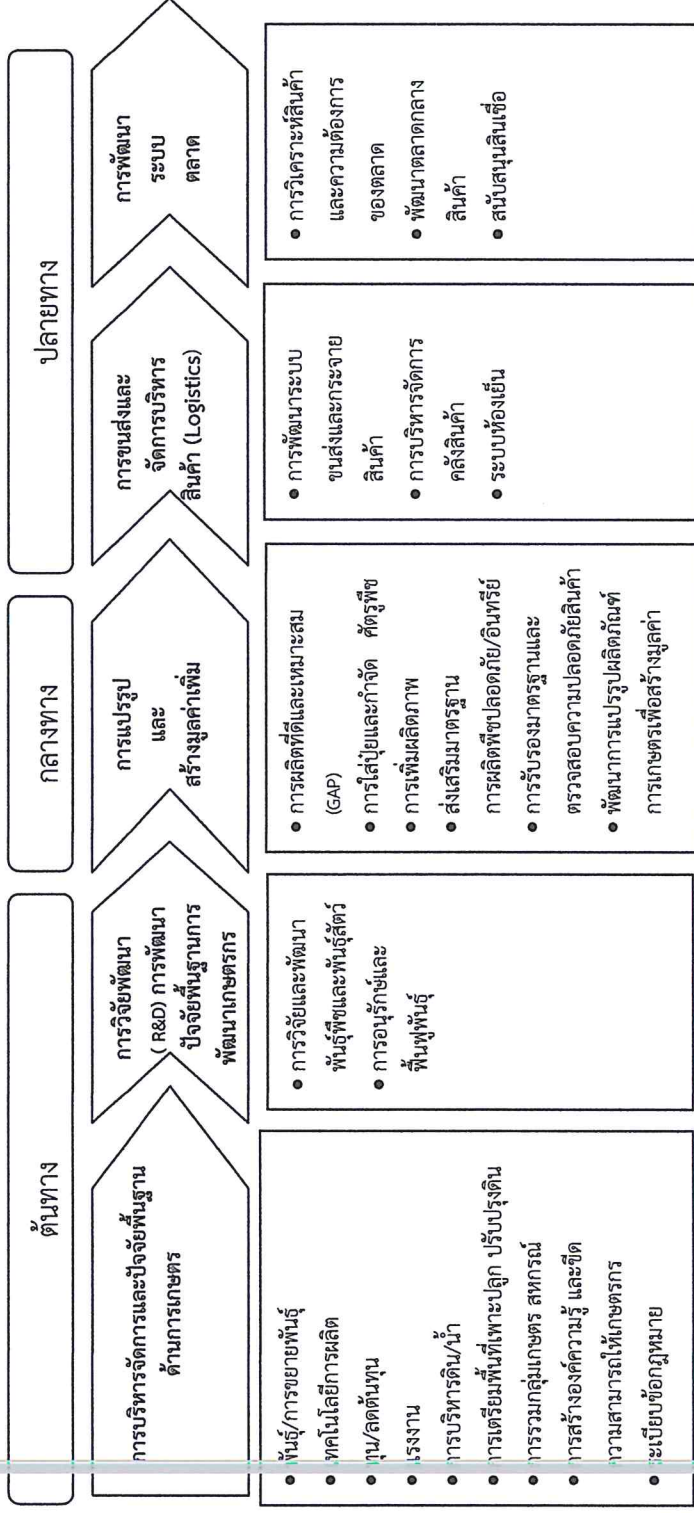 ต้นทาง
กลางทาง
ปลายทาง
การบริหารจัดการและปัจจัยพื้นฐาน
ด้านการเกษตร
การวิจัยพัฒนา
( R&D) การพัฒนา
ปัจจัยพื้นฐานการ
พัฒนาเกษตรกร
การแปรรูป
และ
สร้างมูลค่าเพิ่ม
การขนส่งและ
จัดการบริหาร
สินค้า (Logistics)
การพัฒนา
ระบบ
ตลาด
• พันธุ์/การขยายพันธุ์
• เทคโนโลยีการผลิต
• ทุน/ลดต้นทุน
• แรงงาน
• การบริหารดิน/น้ำ
• การเตรียมพื้นที่เพาะปลูก ปรับปรุงดิน
• การรวมกลุ่มเกษตร สหกรณ์
• การสร้างองค์ความรู้ และขีด
ความสามารถให้เกษตรกร
• ระเบียบข้อกฎหมาย
• การวิจัยและพัฒนา
พันธุ์พืชและพันธุ์สัตว์
• การอนุรักษ์และ
ฟื้นฟูพันธุ์
• การผลิตที่ดีและเหมาะสม
(GAP)
• การใส่ปุ๋ยและกำจัด ศัตรูพืช
• การเพิ่มผลิตภาพ
• ส่งเสริมมาตรฐาน
การผลิตพืชปลอดภัย/อินทรีย์
• การรับรองมาตรฐานและ
ตรวจสอบความปลอดภัยสินค้า
• พัฒนาการแปรรูปผลิตภัณฑ์
การเกษตรเพื่อสร้างมูลค่า
• การพัฒนาระบบ
ขนส่งและกระจาย
สินค้า
• การบริหารจัดการ
คลังสินค้า
• ระบบห้องเย็น
• การวิเคราะห์สินค้า
และความต้องการ
ของตลาด
• พัฒนาตลาดกลาง
สินค้า
• สนับสนุนสินเชื่อ